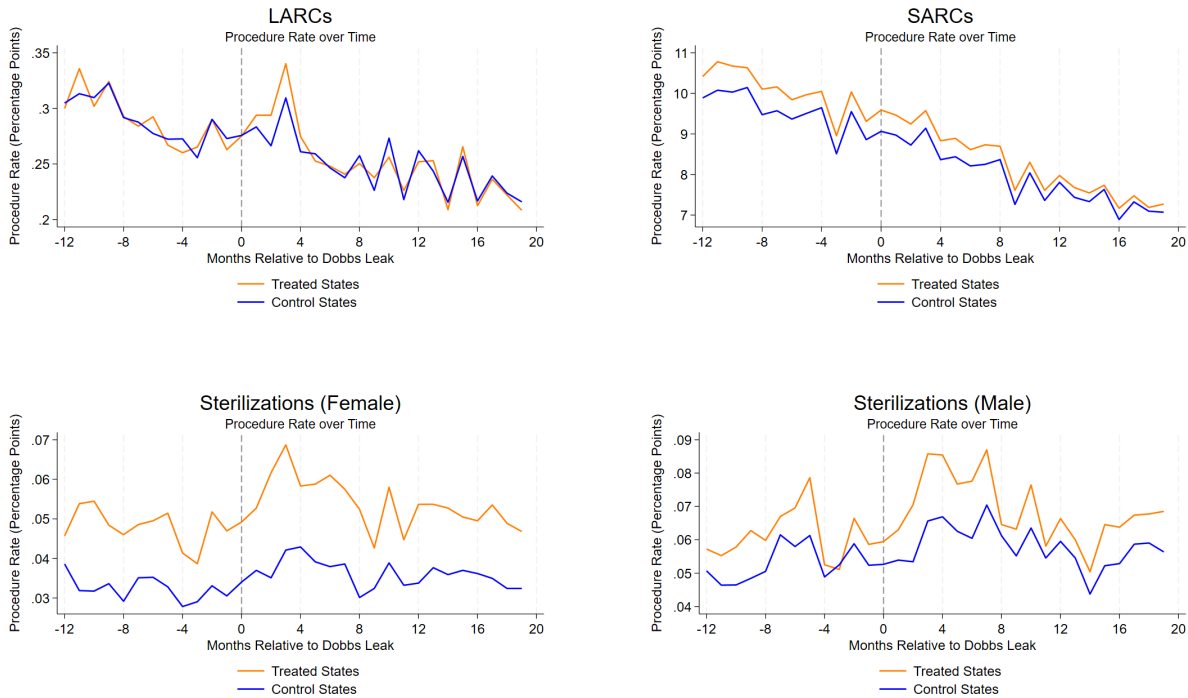 LARCs
Procedure Rate over Time
Procedure Rate (Percentage Points)
.35
.3
.25
.2
-12 -8 -4 0 4 8 12 16 20
Months Relative to Dobbs Leak
Treated States
Control States
SARCs
Procedure Rate over Time
Procedure Rate (Percentage Points)
11
10
9
8
7
-12 -8 -4 0 4 8 12 16 20
Months Relative to Dobbs Leak
Treated States
Control States
Sterilizations (Female)
Procedure Rate over Time
Procedure Rate (Percentage Points)
.07
.06
.05
.04
.03
-12 -8 -4 0 4 8 12 16 20
Months Relative to Dobbs Leak
Treated States
Control States
Sterilizations (Male)
Procedure Rate over Time
Procedure Rate (Percentage Points)
.09
.08
.07
.06
.05
.04
-12 -8 -4 0 4 8 12 16 20
Months Relative to Dobbs Leak
Treated States
Control States